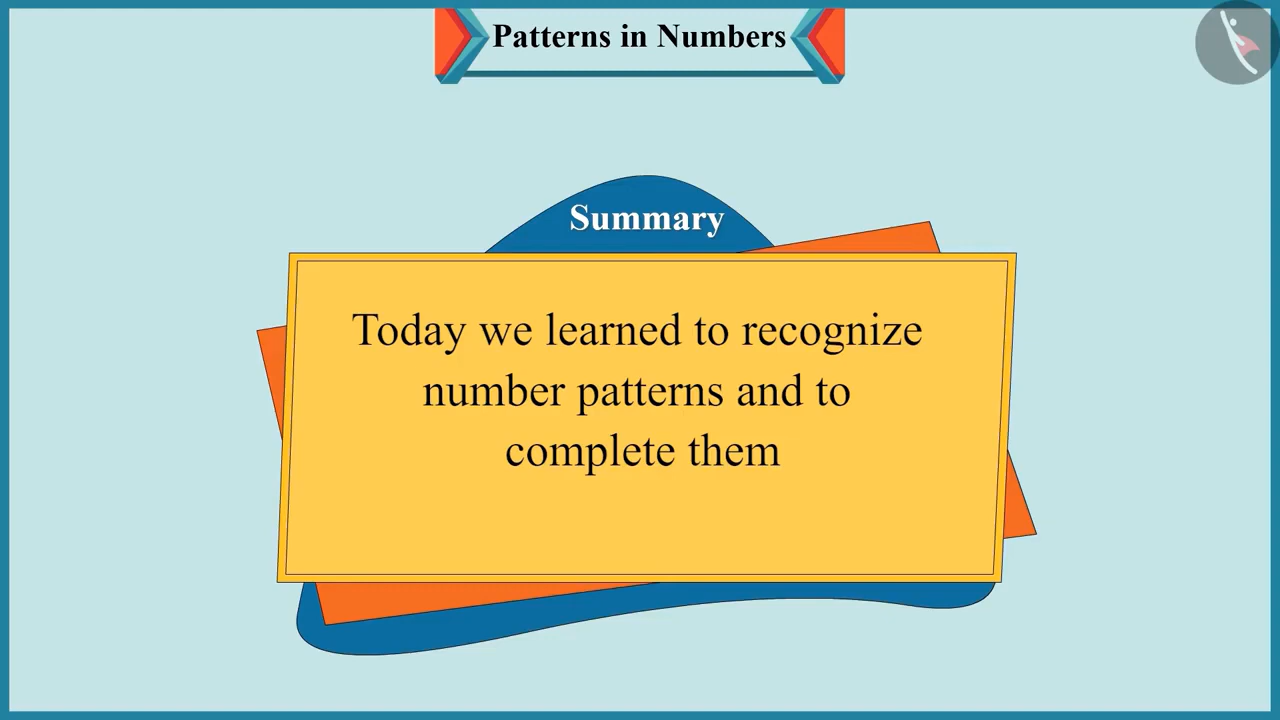 Patterns in Numbers
Summary
Today we learned to recognize
number patterns and to
complete them